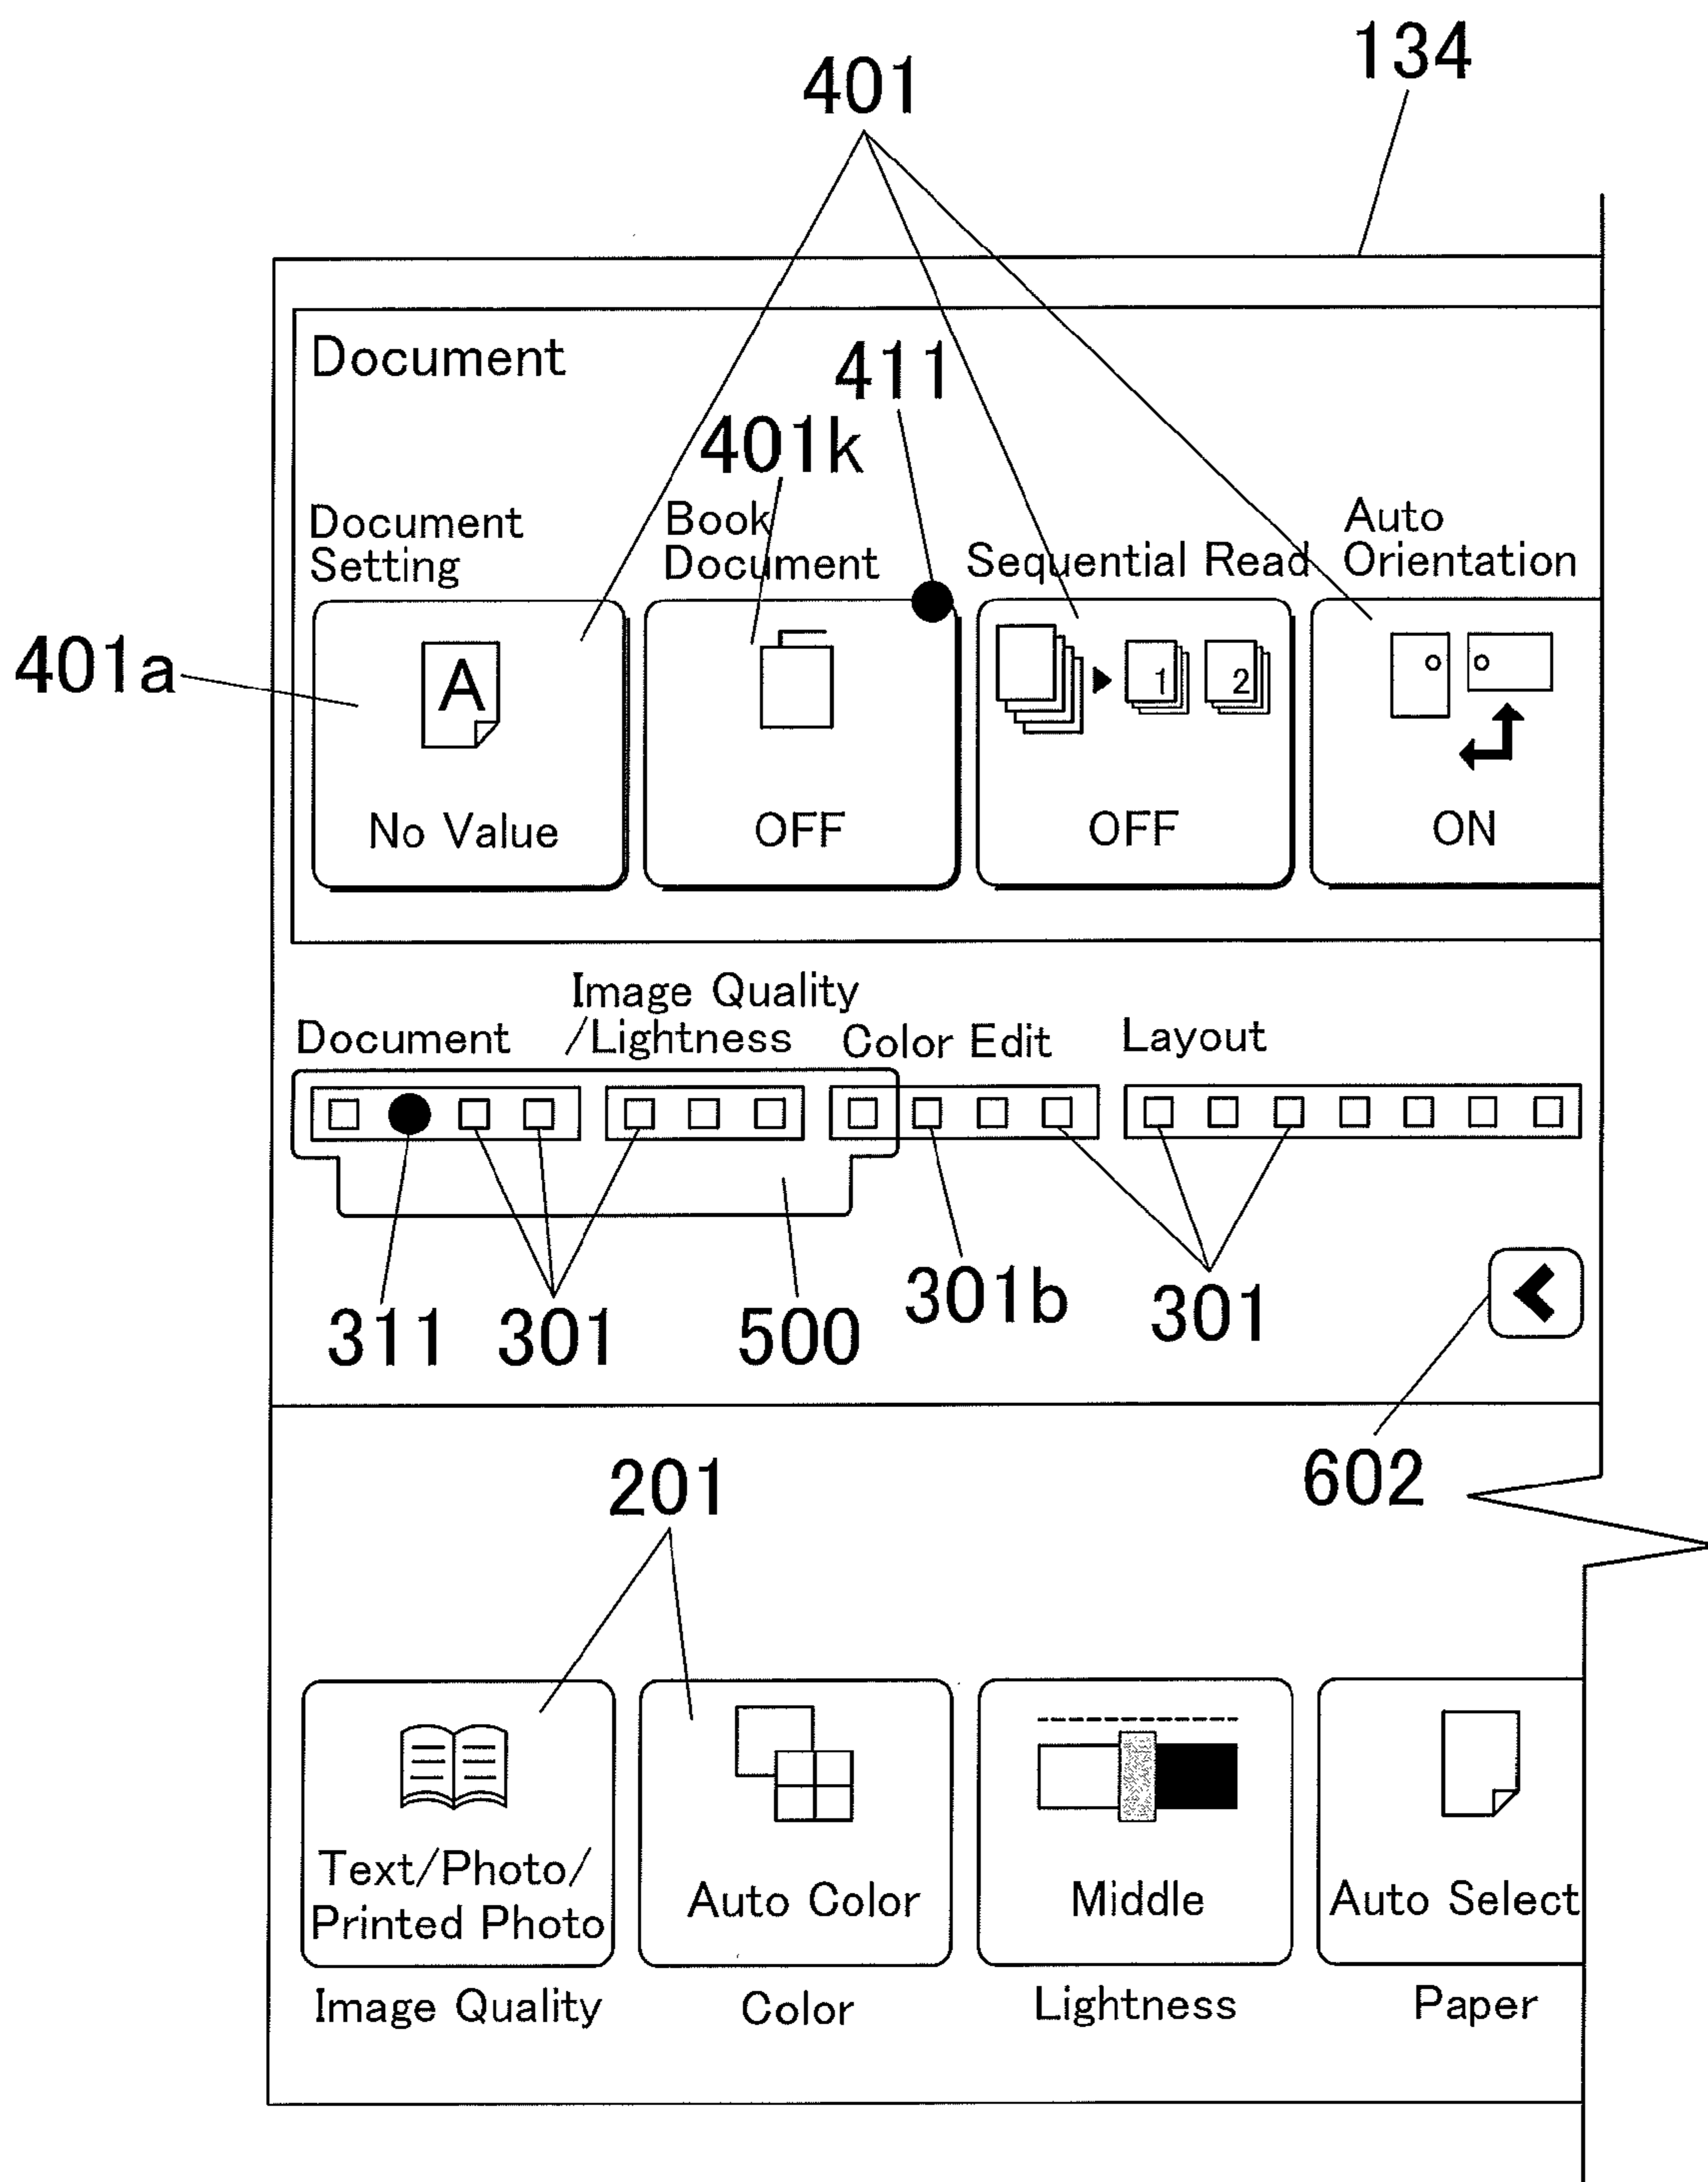 134
401
Document
411
401k
Document
Setting
Book
Document
Sequential Read
Auto
Orientation
401a
A
1
2
No Value
OFF
OFF
ON
Image Quality
/Lightness
Document
Color Edit
Layout
311
301
500
301b
301
602
201
Text/Photo/
Printed Photo
Auto Color
Middle
Auto Select
Image Quality
Color
Lightness
Paper